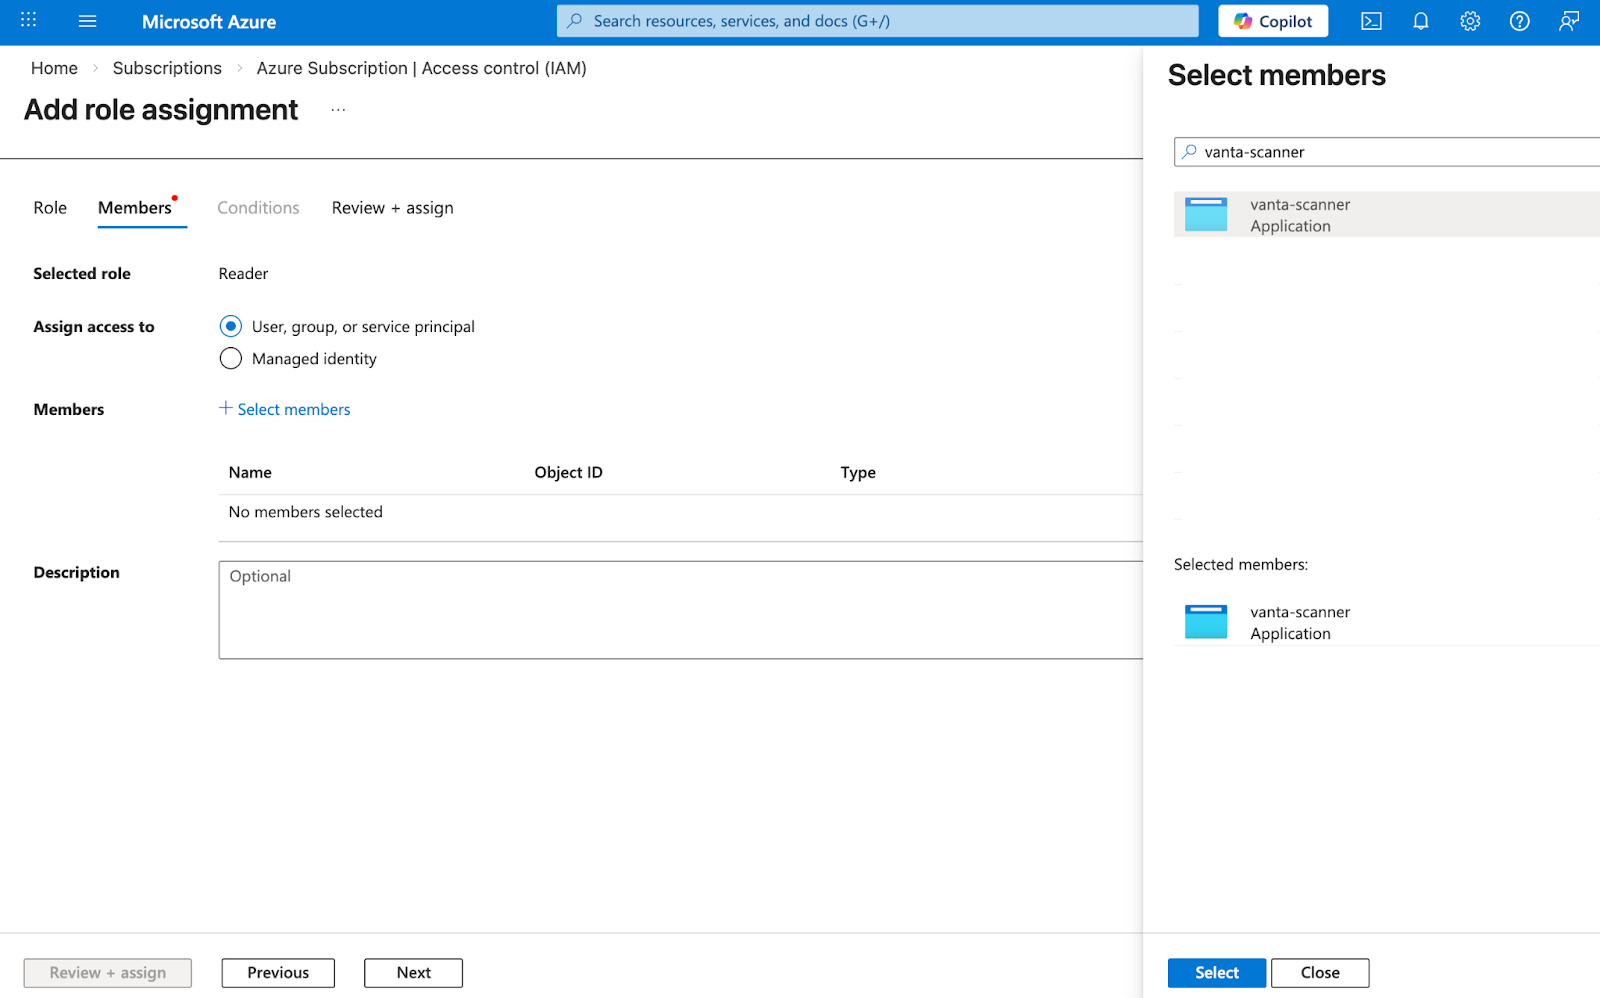 Microsoft Azure
Search resources, services, and docs (G+/)
Copilot
Home > Subscriptions > Azure Subscription | Access control (IAM)
Add role assignment ...
Role Members Conditions Review + assign
Selected role Reader
Assign access to User, group, or service principal
Managed identity
Members + Select members
Name Object ID Type
No members selected
Description Optional
Review + assign Previous Next
Select members
vanta-scanner
vanta-scanner
Application
Selected members:
vanta-scanner
Application
Select Close